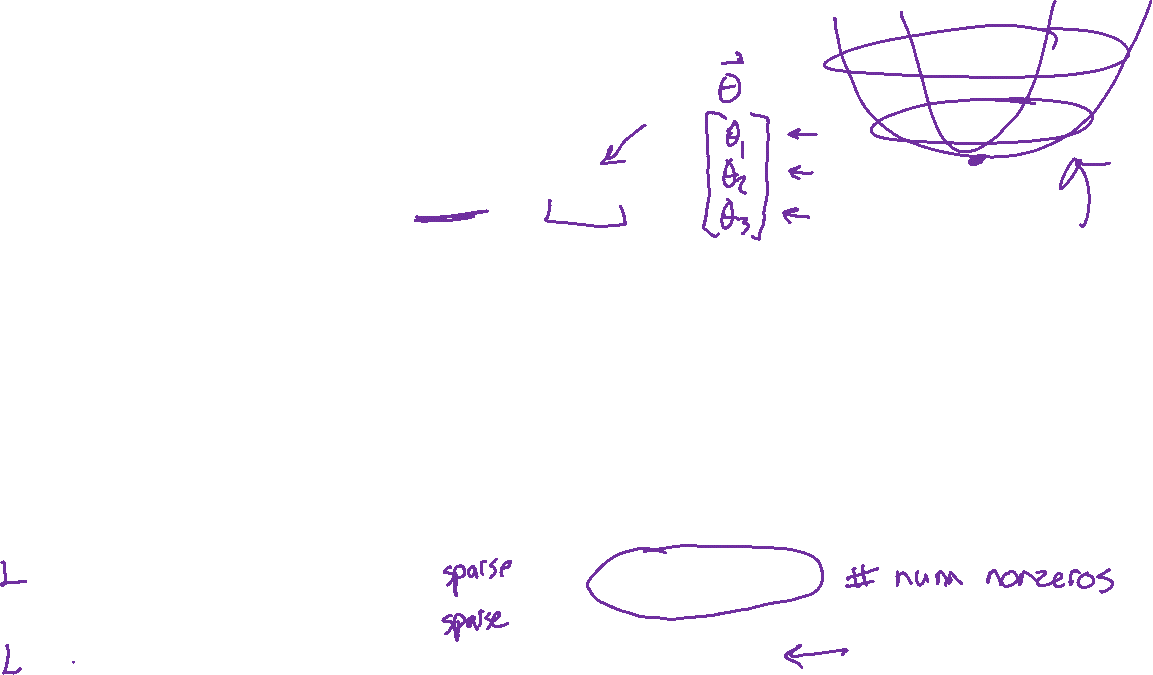 θ⃗
θ₁
θ₂
θ₃
L sparse # num nonzeros
sparse
L